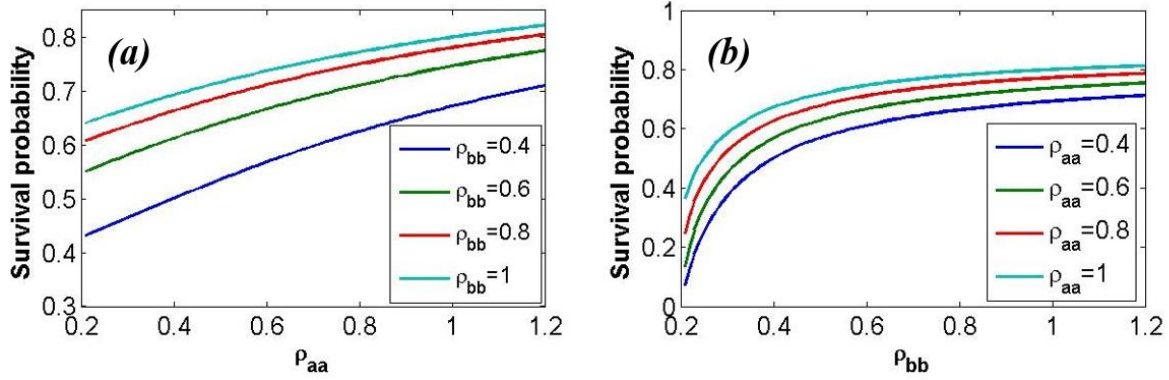 (a)
Survival probability
0.8
0.7
0.6
0.5
0.4
0.3
0.2 0.4 0.6 0.8 1 1.2
ρaa
ρbb=0.4
ρbb=0.6
ρbb=0.8
ρbb=1
(b)
Survival probability
1
0.8
0.6
0.4
0.2
0
0.2 0.4 0.6 0.8 1 1.2
ρbb
ρaa=0.4
ρaa=0.6
ρaa=0.8
ρaa=1